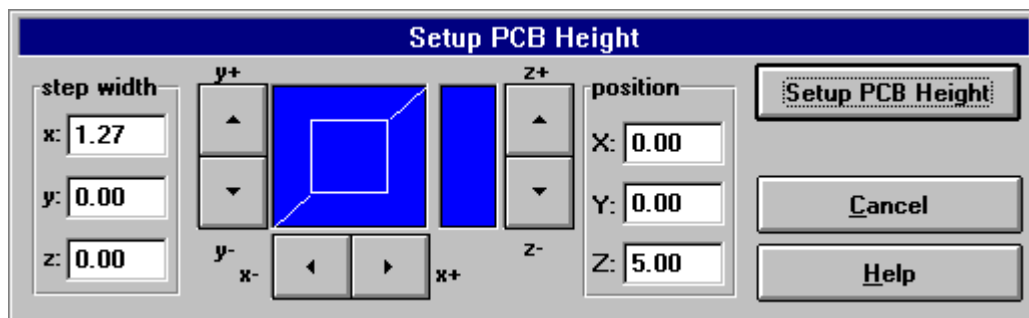 Setup PCB Height
step width
x: 1.27
y: 0.00
z: 0.00
y+
y-
x-
x+
z+
z-
position
X: 0.00
Y: 0.00
Z: 5.00
Setup PCB Height
Cancel
Help